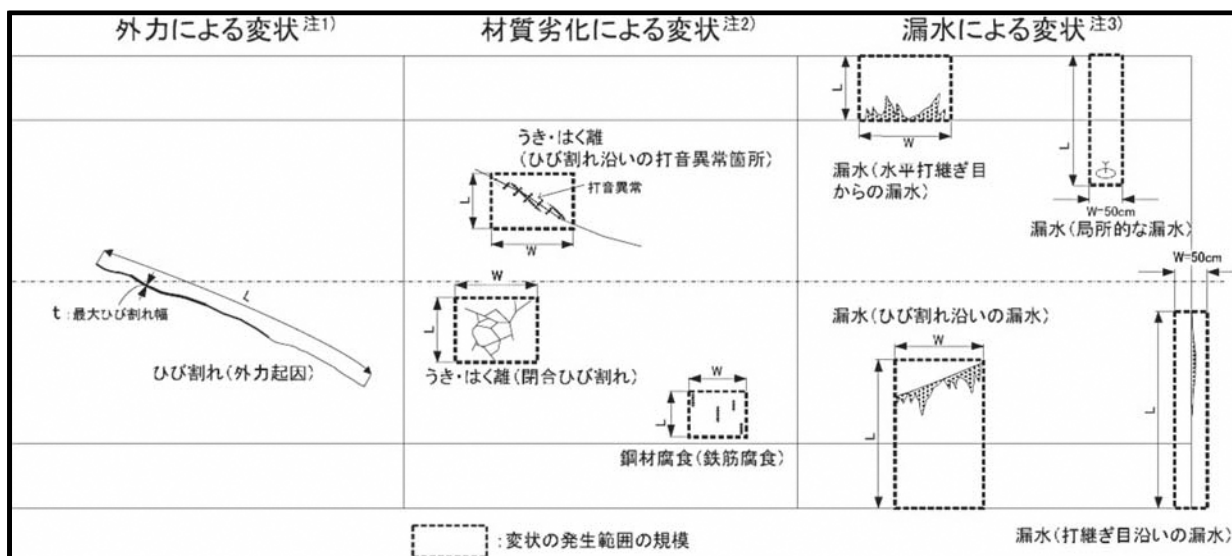 外力による変状注1)
材質劣化による変状注2)
漏水による変状注3)
t :最大ひび割れ幅
L
ひび割れ(外力起因)
うき・はく離
(ひび割れ沿いの打音異常箇所)
打音異常
L
W
W
L
うき・はく離(閉合ひび割れ)
W
L
鋼材腐食(鉄筋腐食)
L
W
漏水(水平打継ぎ目
からの漏水)
L
W=50cm
漏水(局所的な漏水)
漏水(ひび割れ沿いの漏水)
W
L
W=50cm
L
漏水(打継ぎ目沿いの漏水)
:変状の発生範囲の規模